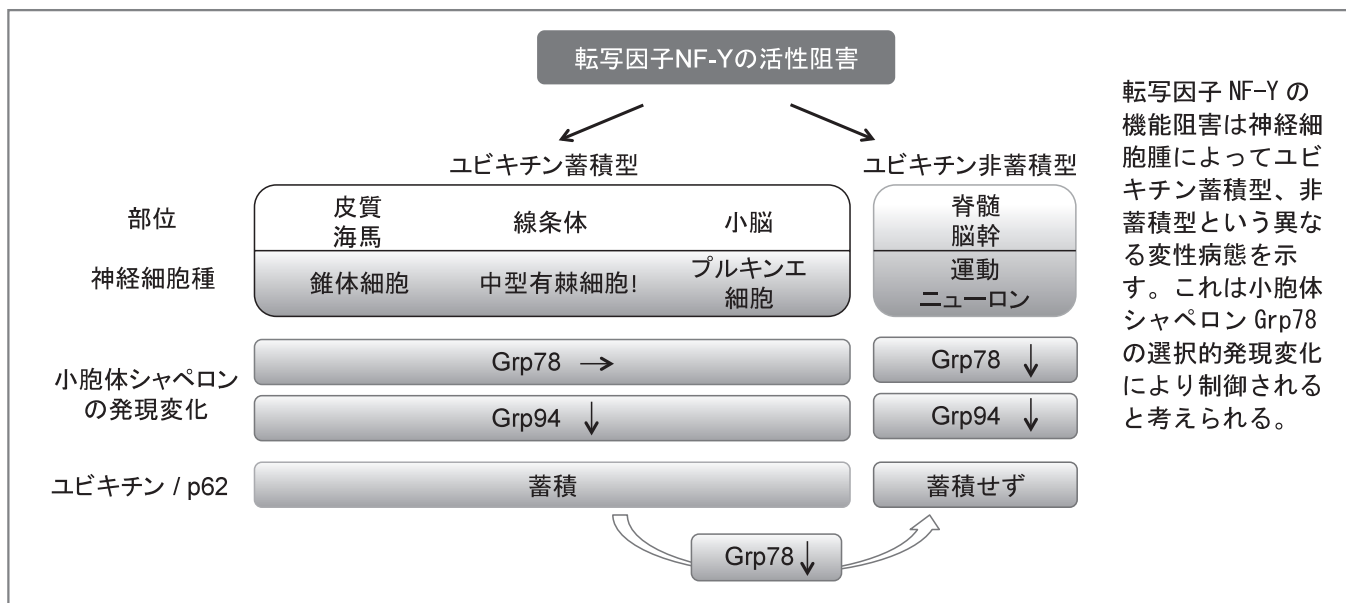 転写因子NF-Yの活性阻害
ユビキチン蓄積型
ユビキチン非蓄積型
部位
皮質
海馬
線条体
小脳
脊髄
脳幹
神経細胞種
錐体細胞
中型有棘細胞!
プルキンエ
細胞
運動
ニューロン
小胞体シャペロン
の発現変化
Grp78 →
Grp78 ↓
Grp94 ↓
Grp94 ↓
ユビキチン / p62
蓄積
蓄積せず
Grp78↓
転写因子 NF-Y の
機能阻害は神経細
胞腫によってユビ
キチン蓄積型、非
蓄積型という異な
る変性病態を示
す。これは小胞体
シャペロン Grp78
の選択的発現変化
により制御される
と考えられる。